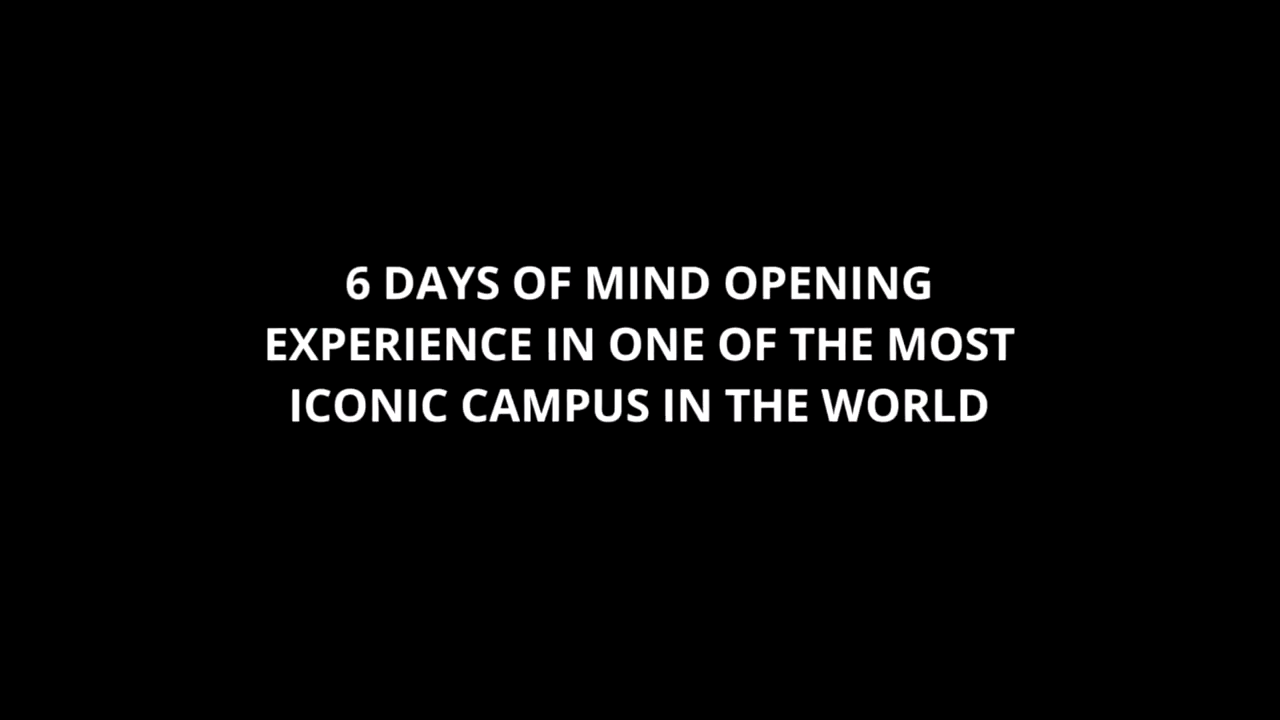 6 DAYS OF MIND OPENING
EXPERIENCE IN ONE OF THE MOST
ICONIC CAMPUS IN THE WORLD